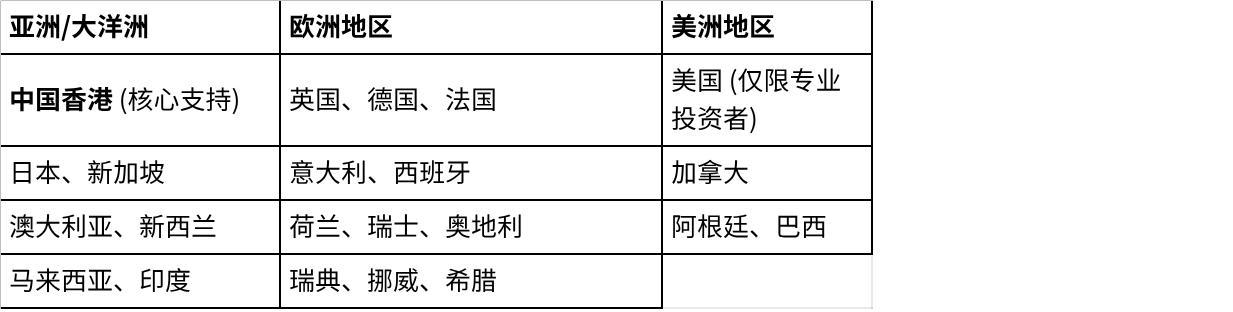 亚洲/大洋洲 欧洲地区 美洲地区
中国香港 (核心支持) 英国、德国、法国 美国 (仅限专业
投资者)
日本、新加坡 意大利、西班牙 加拿大
澳大利亚、新西兰 荷兰、瑞士、奥地利 阿根廷、巴西
马来西亚、印度 瑞典、挪威、希腊